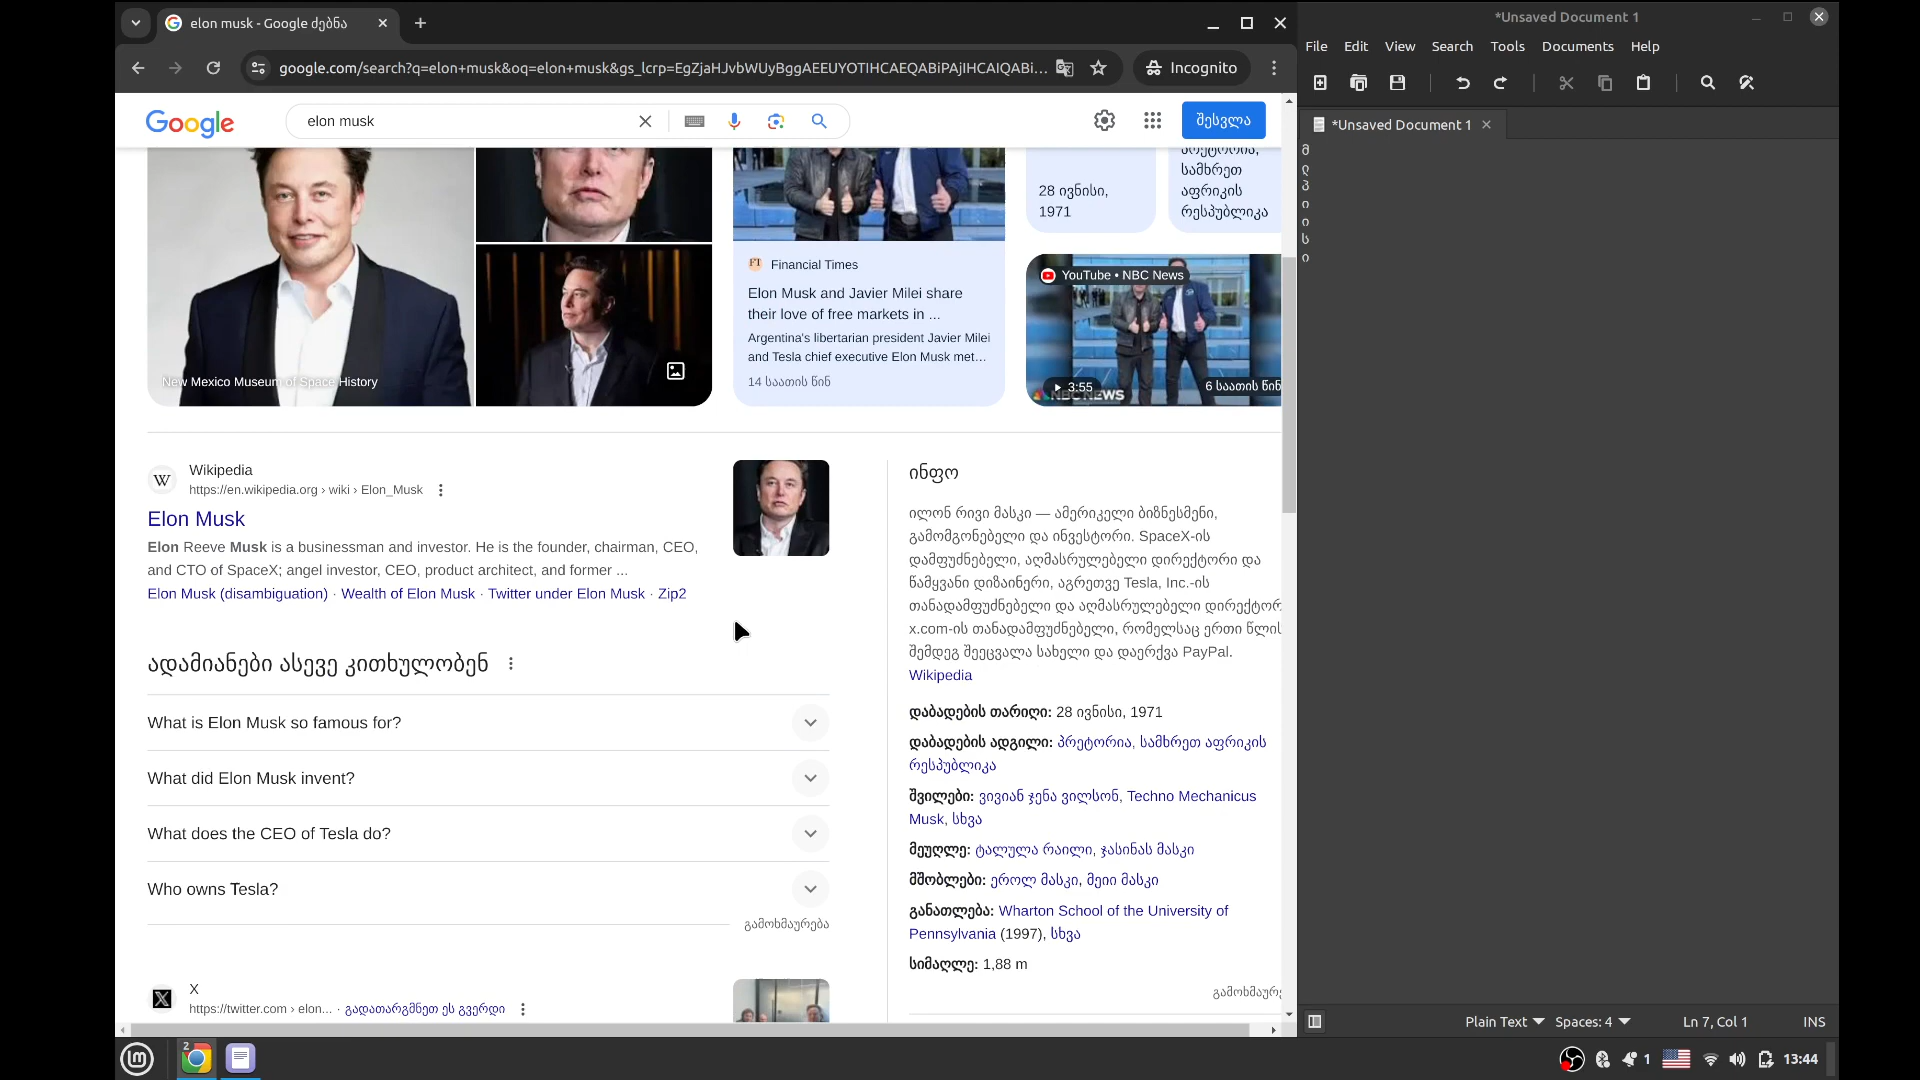 elon musk - Google ძებნა
google.com/search?q=elon+musk&oq=elon+musk&gs_lcrp=EgZjaHJvbWUyBggAEEUYOTIHCAEQABiPAjIHCAIQABi...
Incognito
Google
elon musk
შესვლა
New Mexico Museum of Space History
Financial Times
Elon Musk and Javier Milei share
their love of free markets in ...
Argentina's libertarian president Javier Milei
and Tesla chief executive Elon Musk met...
14 საათის წინ
28 ივნისი,
1971
პრეტორია,
სამხრეთ
აფრიკის
რესპუბლიკა
YouTube • NBC News
3:55
6 საათის წინ
NBC NEWS
Wikipedia
https://en.wikipedia.org › wiki › Elon_Musk
Elon Musk
Elon Reeve Musk is a businessman and investor. He is the founder, chairman, CEO,
and CTO of SpaceX; angel investor, CEO, product architect, and former ...
Elon Musk (disambiguation) · Wealth of Elon Musk · Twitter under Elon Musk · Zip2
ადამიანები ასევე კითხულობენ
What is Elon Musk so famous for?
What did Elon Musk invent?
What does the CEO of Tesla do?
Who owns Tesla?
გამოხმაურება
X
https://twitter.com › elon... · გადათარგმნეთ ეს გვერდი
ინფო
ილონ რივი მასკი — ამერიკელი ბიზნესმენი,
გამომგონებელი და ინვესტორი. SpaceX-ის
დამფუძნებელი, აღმასრულებელი დირექტორი და
წამყვანი დიზაინერი, აგრეთვე Tesla, Inc.-ის
თანადამფუძნებელი და აღმასრულებელი დირექტორ
x.com-ის თანადამფუძნებელი, რომელსაც ერთი წლის
შემდეგ შეეცვალა სახელი და დაერქვა PayPal.
Wikipedia
დაბადების თარიღი: 28 ივნისი, 1971
დაბადების ადგილი: პრეტორია, სამხრეთ აფრიკის
რესპუბლიკა
შვილები: ვივიან ჯენა ვილსონ, Techno Mechanicus
Musk, სხვა
მეუღლე: ტალულა რაილი, ჯასინას მასკი
მშობლები: ეროლ მასკი, მეიი მასკი
განათლება: Wharton School of the University of
Pennsylvania (1997), სხვა
სიმაღლე: 1,88 m
გამოხმაურე
*Unsaved Document 1
File Edit View Search Tools Documents Help
*Unsaved Document 1
მ
ღ
პ
ი
ი
ს
ი
Plain Text Spaces: 4 Ln 7, Col 1 INS
2
1 13:44